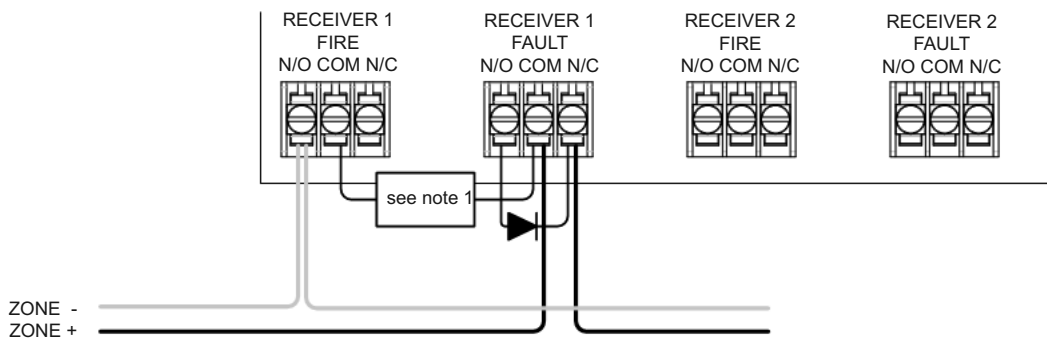 RECEIVER 1
FIRE
N/O COM N/C
RECEIVER 1
FAULT
N/O COM N/C
RECEIVER 2
FIRE
N/O COM N/C
RECEIVER 2
FAULT
N/O COM N/C
see note 1
ZONE -
ZONE +